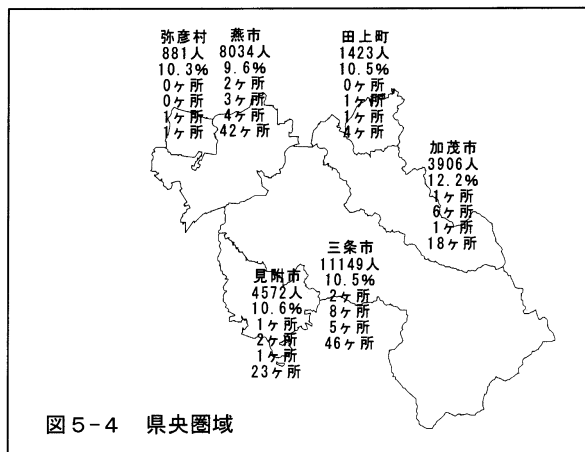 弥彦村
881人
10.3%
0ヶ所
0ヶ所
1ヶ所
1ヶ所
燕市
8034人
9.6%
2ヶ所
3ヶ所
4ヶ所
42ヶ所
田上町
1423人
10.5%
0ヶ所
1ヶ所
1ヶ所
4ヶ所
加茂市
3906人
12.2%
1ヶ所
6ヶ所
1ヶ所
18ヶ所
三条市
11149人
10.5%
2ヶ所
8ヶ所
5ヶ所
46ヶ所
見附市
4572人
10.6%
1ヶ所
2ヶ所
1ヶ所
23ヶ所
図5-4 県央圏域